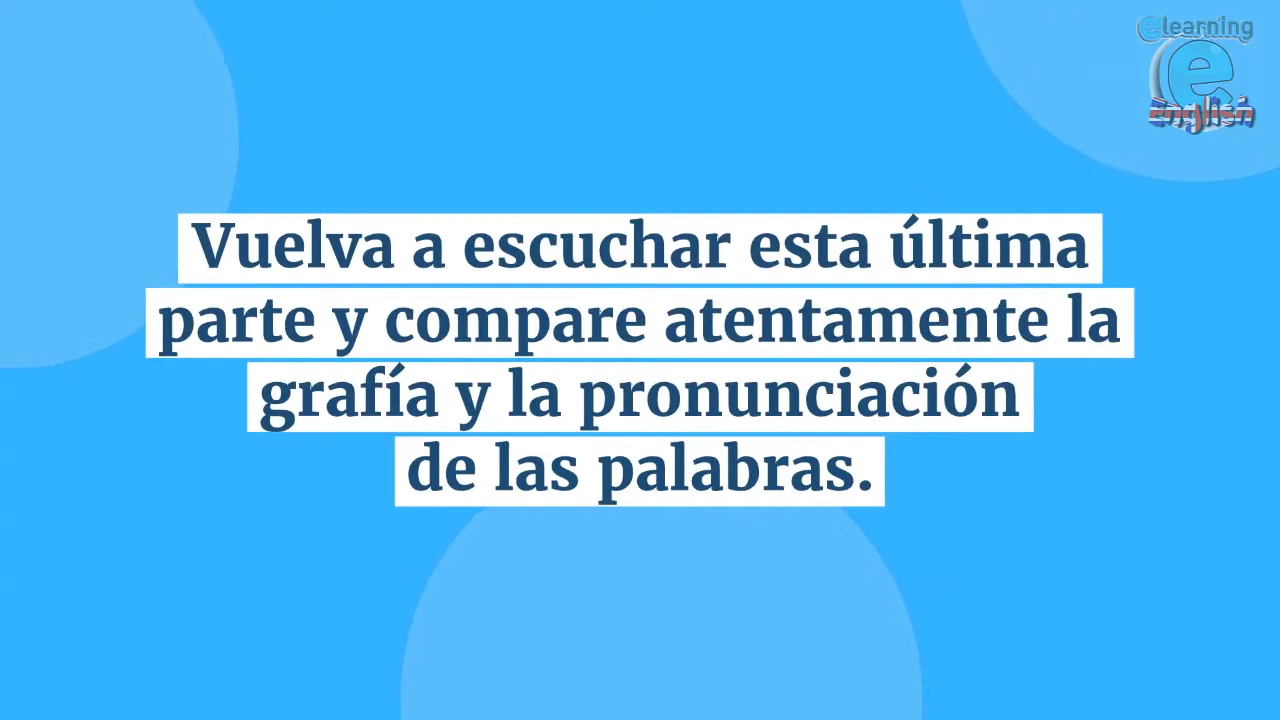 elearning
e
English
Vuelva a escuchar esta última
parte y compare atentamente la
grafía y la pronunciación
de las palabras.